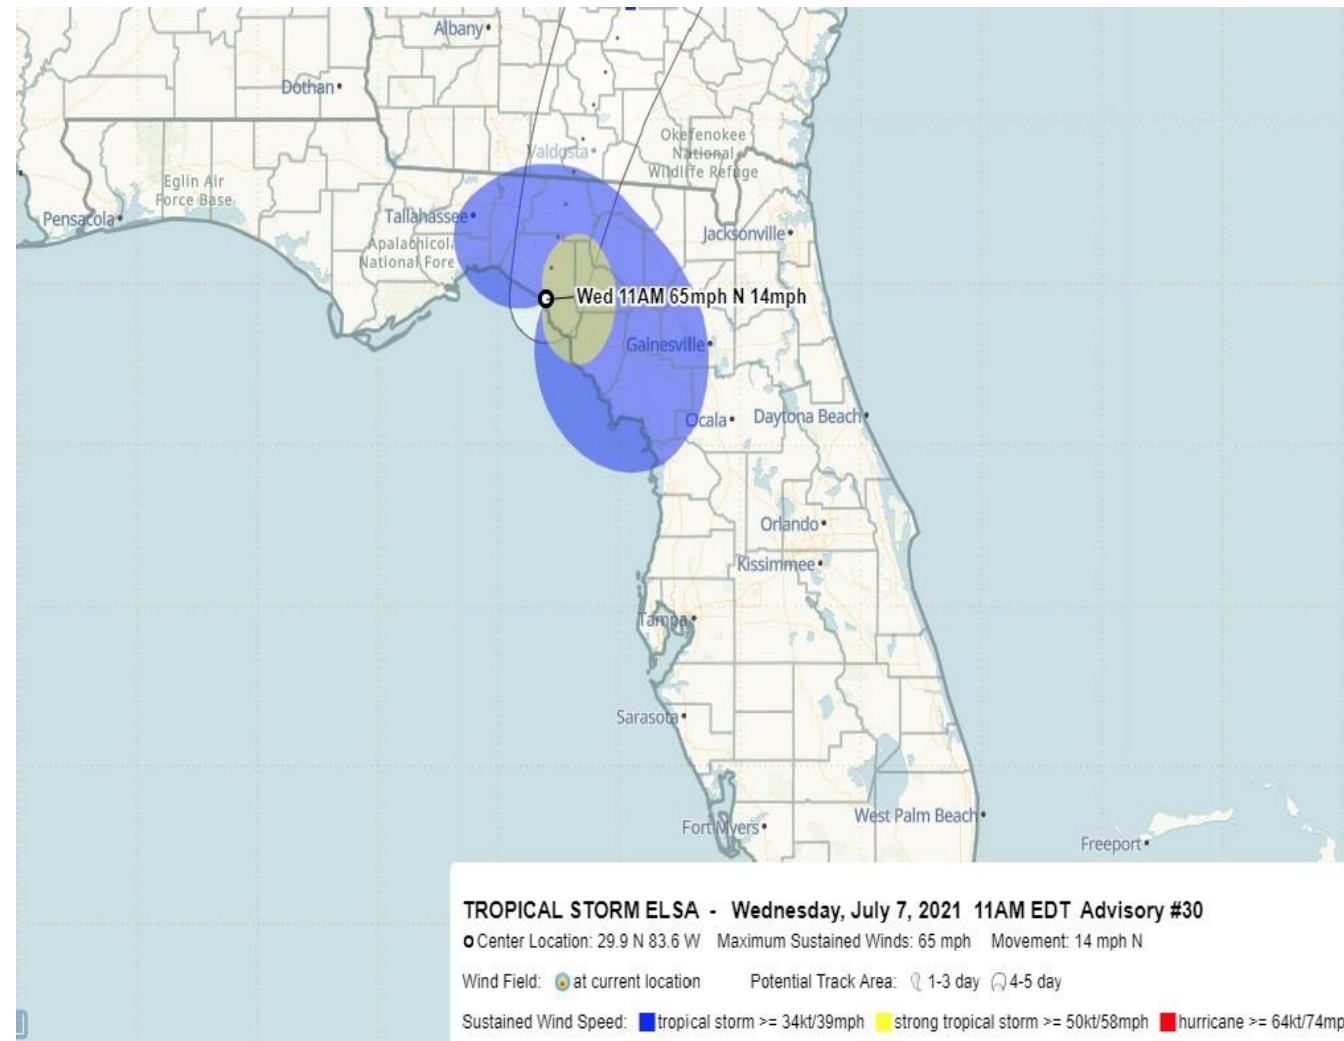 Albany
Dothan
Okefenokee
National
Wildlife Refuge
Valdosta
Eglin Air
Force Base
Pensacola
Tallahassee
Apalachicol
National Fore
Jacksonville
Wed 11AM 65mph N 14mph
Gainesville
Ocala
Daytona Beach
Orlando
Kissimmee
Tampa
Sarasota
Fort Myers
West Palm Beach
Freeport
TROPICAL STORM ELSA - Wednesday, July 7, 2021 11AM EDT Advisory #30
Center Location: 29.9 N 83.6 W Maximum Sustained Winds: 65 mph Movement: 14 mph N
Wind Field: at current location Potential Track Area: 1-3 day 4-5 day
Sustained Wind Speed: tropical storm >= 34kt/39mph strong tropical storm >= 50kt/58mph hurricane >= 64kt/74mp